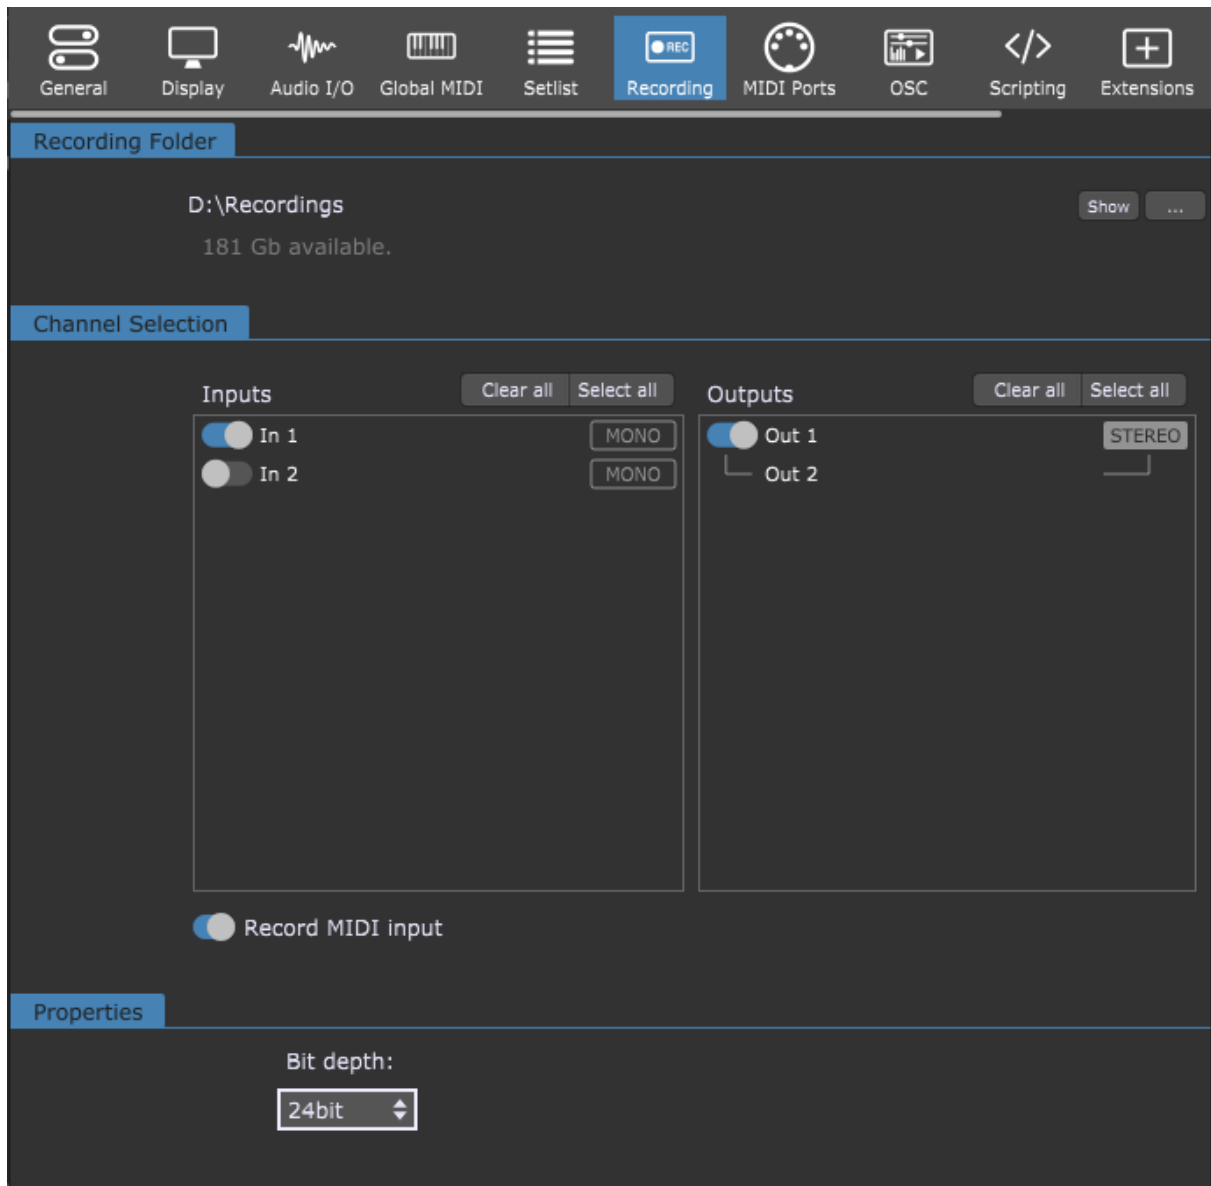 REC
General Display Audio I/O Global MIDI Setlist Recording MIDI Ports OSC Scripting Extensions
Recording Folder
D:\Recordings Show ...
181 Gb available.
Channel Selection
Inputs Clear all Select all Outputs Clear all Select all
In 1 MONO Out 1 STEREO
In 2 MONO Out 2
Record MIDI input
Properties
Bit depth:
24bit